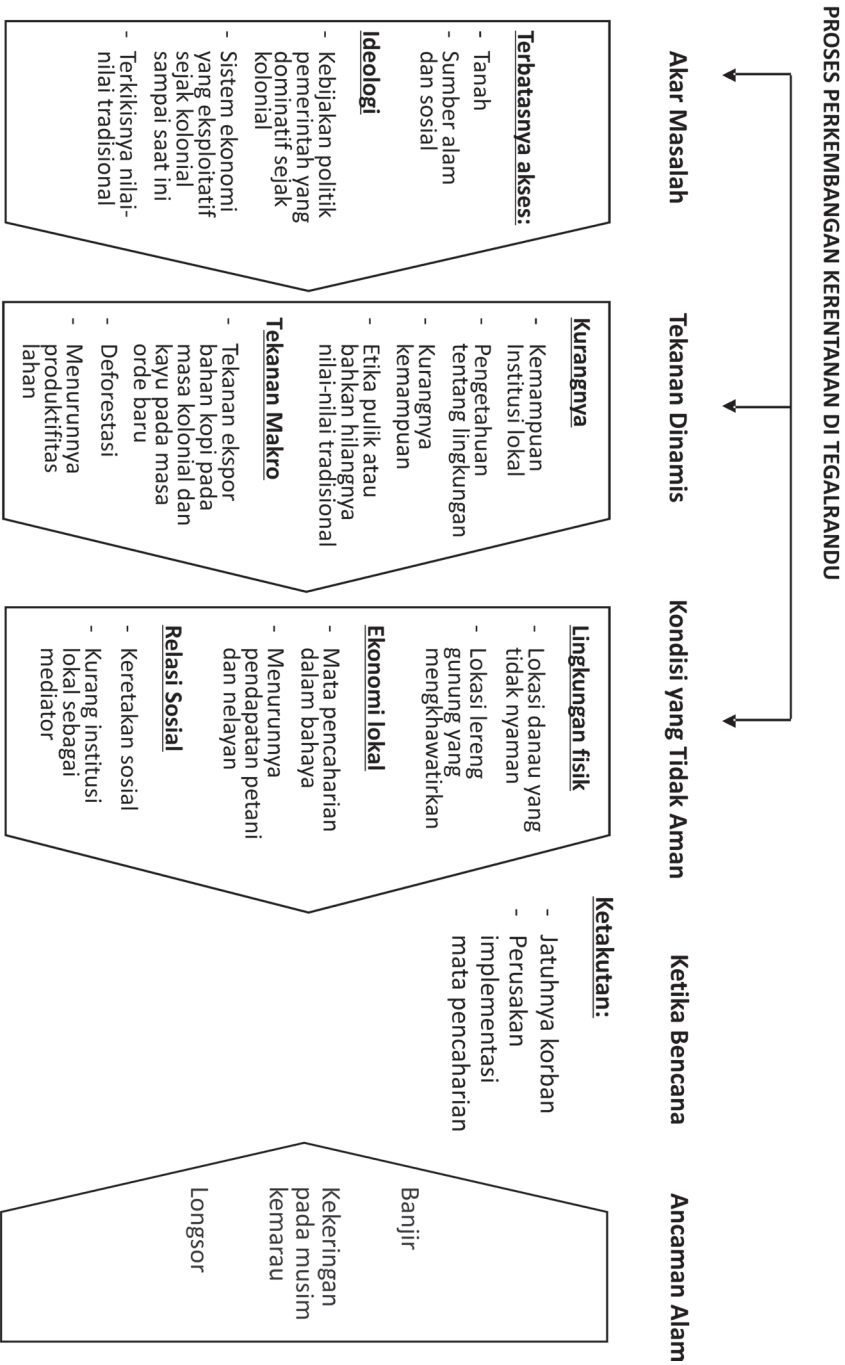 PROSES PERKEMBANGAN KERENTANAN DI TEGALRANDU
Akar Masalah
Terbatasnya akses:
- Tanah
- Sumber alam
dan sosial
Ideologi
- Kebijakan politik
pemerintah yang
dominatif sejak
kolonial
- Sistem ekonomi
yang eksploitatif
sejak kolonial
sampai saat ini
- Terkikisnya nilai-
nilai tradisional
Tekanan Dinamis
Kurangnya
- Kemampuan
Institusi lokal
- Pengetahuan
tentang lingkungan
- Kurangnya
kemampuan
- Etika pulik atau
bahkan hilangnya
nilai-nilai tradisional
Tekanan Makro
- Tekanan ekspor
bahan kopi pada
masa kolonial dan
kayu pada masa
orde baru
- Deforestasi
- Menurunnya
produktifitas
lahan
Kondisi yang Tidak Aman
Lingkungan fisik
- Lokasi danau yang
tidak nyaman
- Lokasi lereng
gunung yang
mengkhawatirkan
Ekonomi lokal
- Mata pencaharian
dalam bahaya
- Menurunnya
pendapatan petani
dan nelayan
Relasi Sosial
- Keretakan sosial
- Kurang institusi
lokal sebagai
mediator
Ketika Bencana
Ketakutan:
- Jatuhnya korban
- Perusakan
implementasi
mata pencaharian
Ancaman Alam
Banjir
Kekeringan
pada musim
kemarau
Longsor